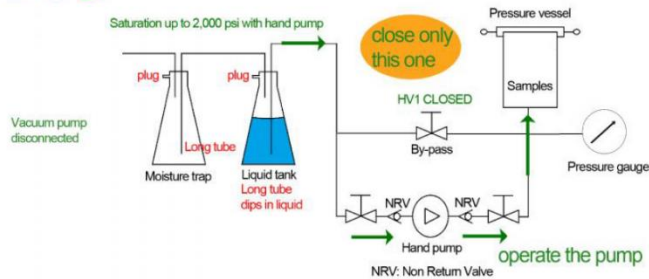 Saturation up to 2,000 psi with hand pump
close only
this one
Pressure vessel
plug
plug
Samples
HV1 CLOSED
Vacuum pump
disconnected
Long tube
By-pass
Pressure gauge
Moisture trap
Liquid tank
Long tube
dips in liquid
NRV
NRV
Hand pump
operate the pump
NRV: Non Return Valve